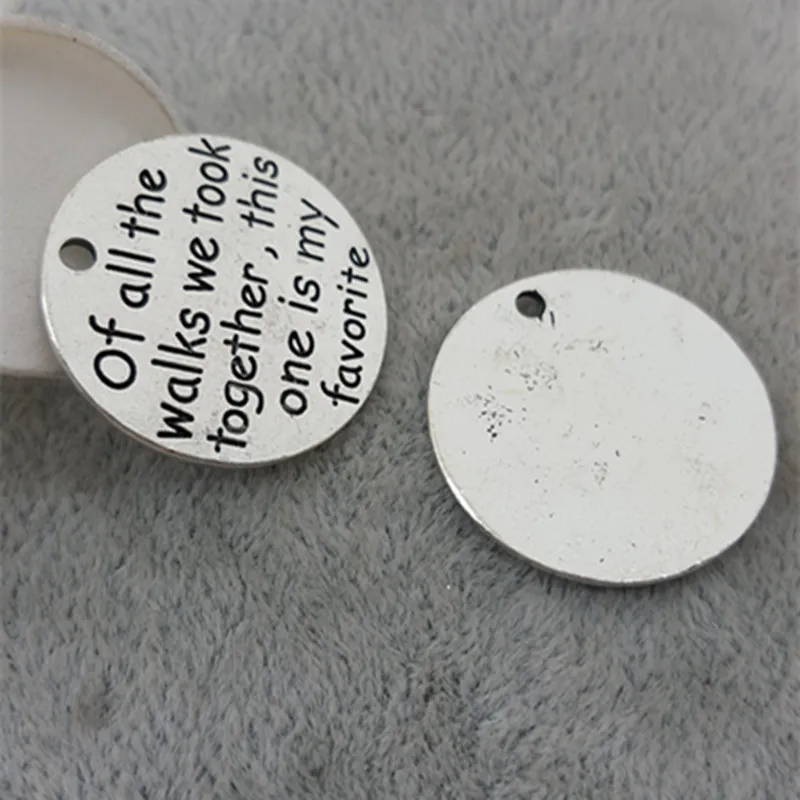 Of all the
walks we took
together, this
one is my
favorite